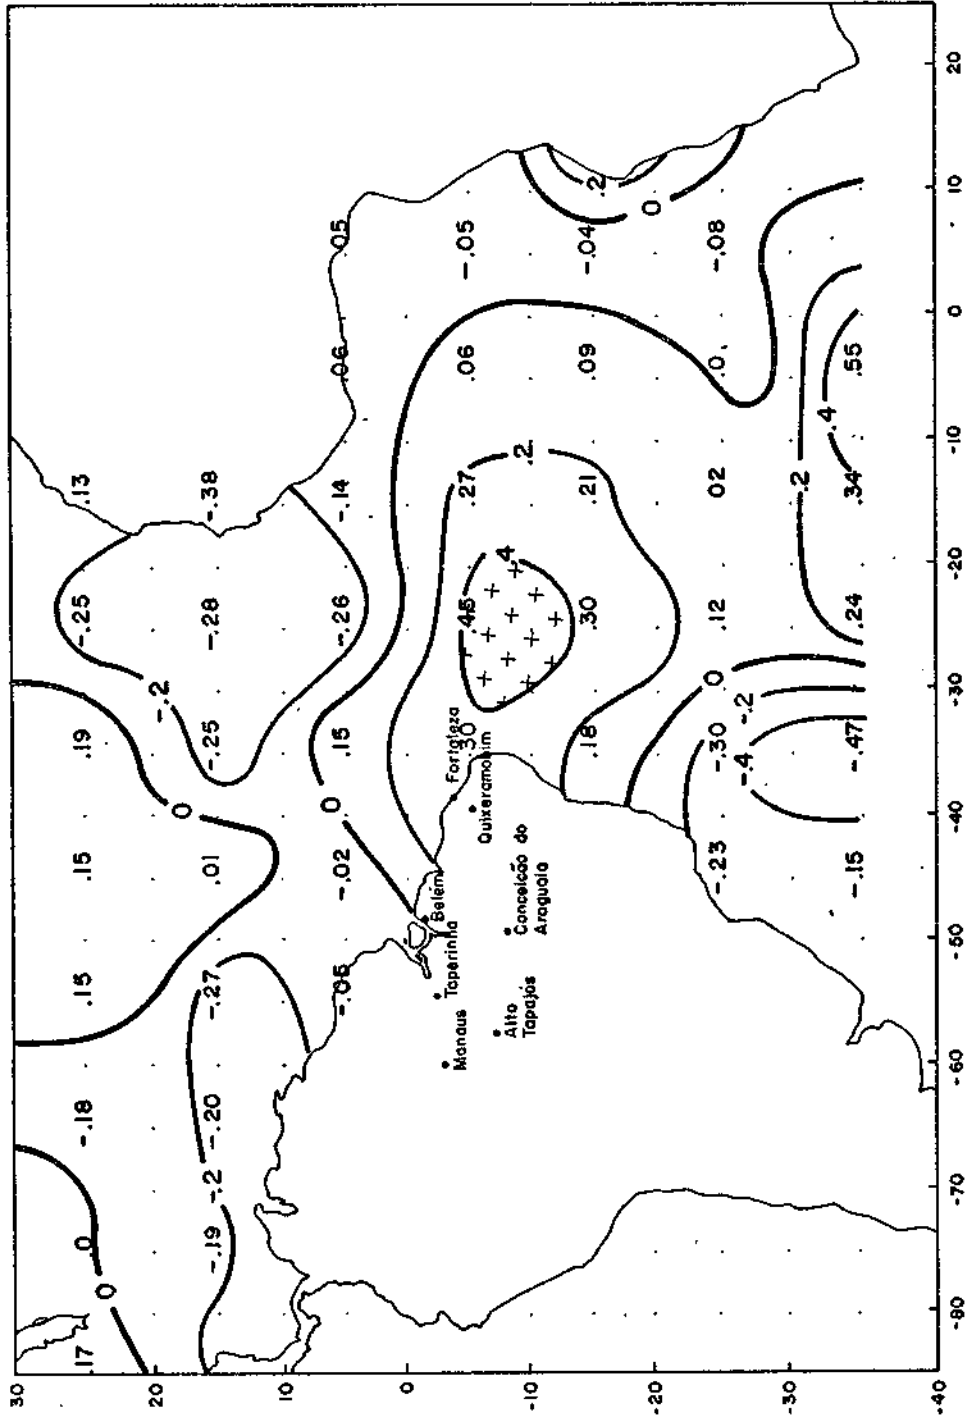 30
.17 .0 -.18 .15 .15 .19 -.25 .13
0
20
-.2 0 -.2
-.19 -.20 -.27 .01 -.25 -.28 -.38
10
0
-.06 -.02 .15 -.26 -.14 .06 .05
0
Belém
Taperinha
Fortaleza
Manaus
.30 .45 .27 .06 -.05
Quixeramobim
.4
-10
Alto
Tapajós
Conceição do
Araguaia
.2
.18 .30 .21 .09 -.04
.2
-20
0
-.23 -.30 .12 .02 .0 -.08
0
-.2
-.4
-30
.2
.4
-.15 -.47 .24 .34 .55
-40
-80 -70 -60 -50 -40 -30 -20 -10 0 10 20